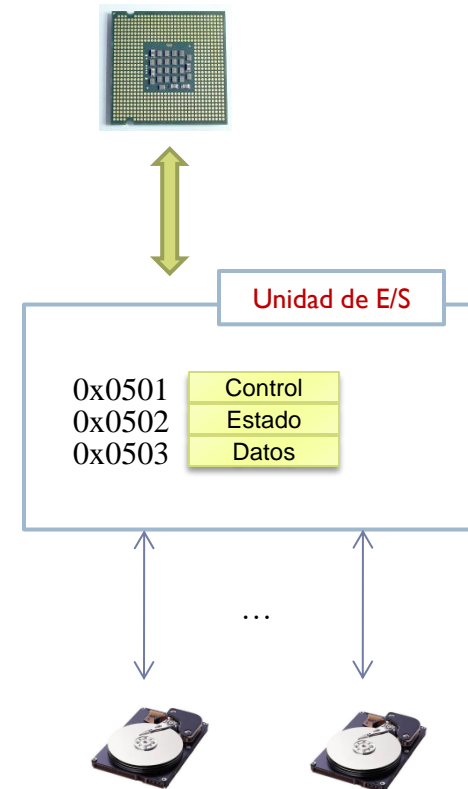 Unidad de E/S
0x0501 Control
0x0502 Estado
0x0503 Datos
…